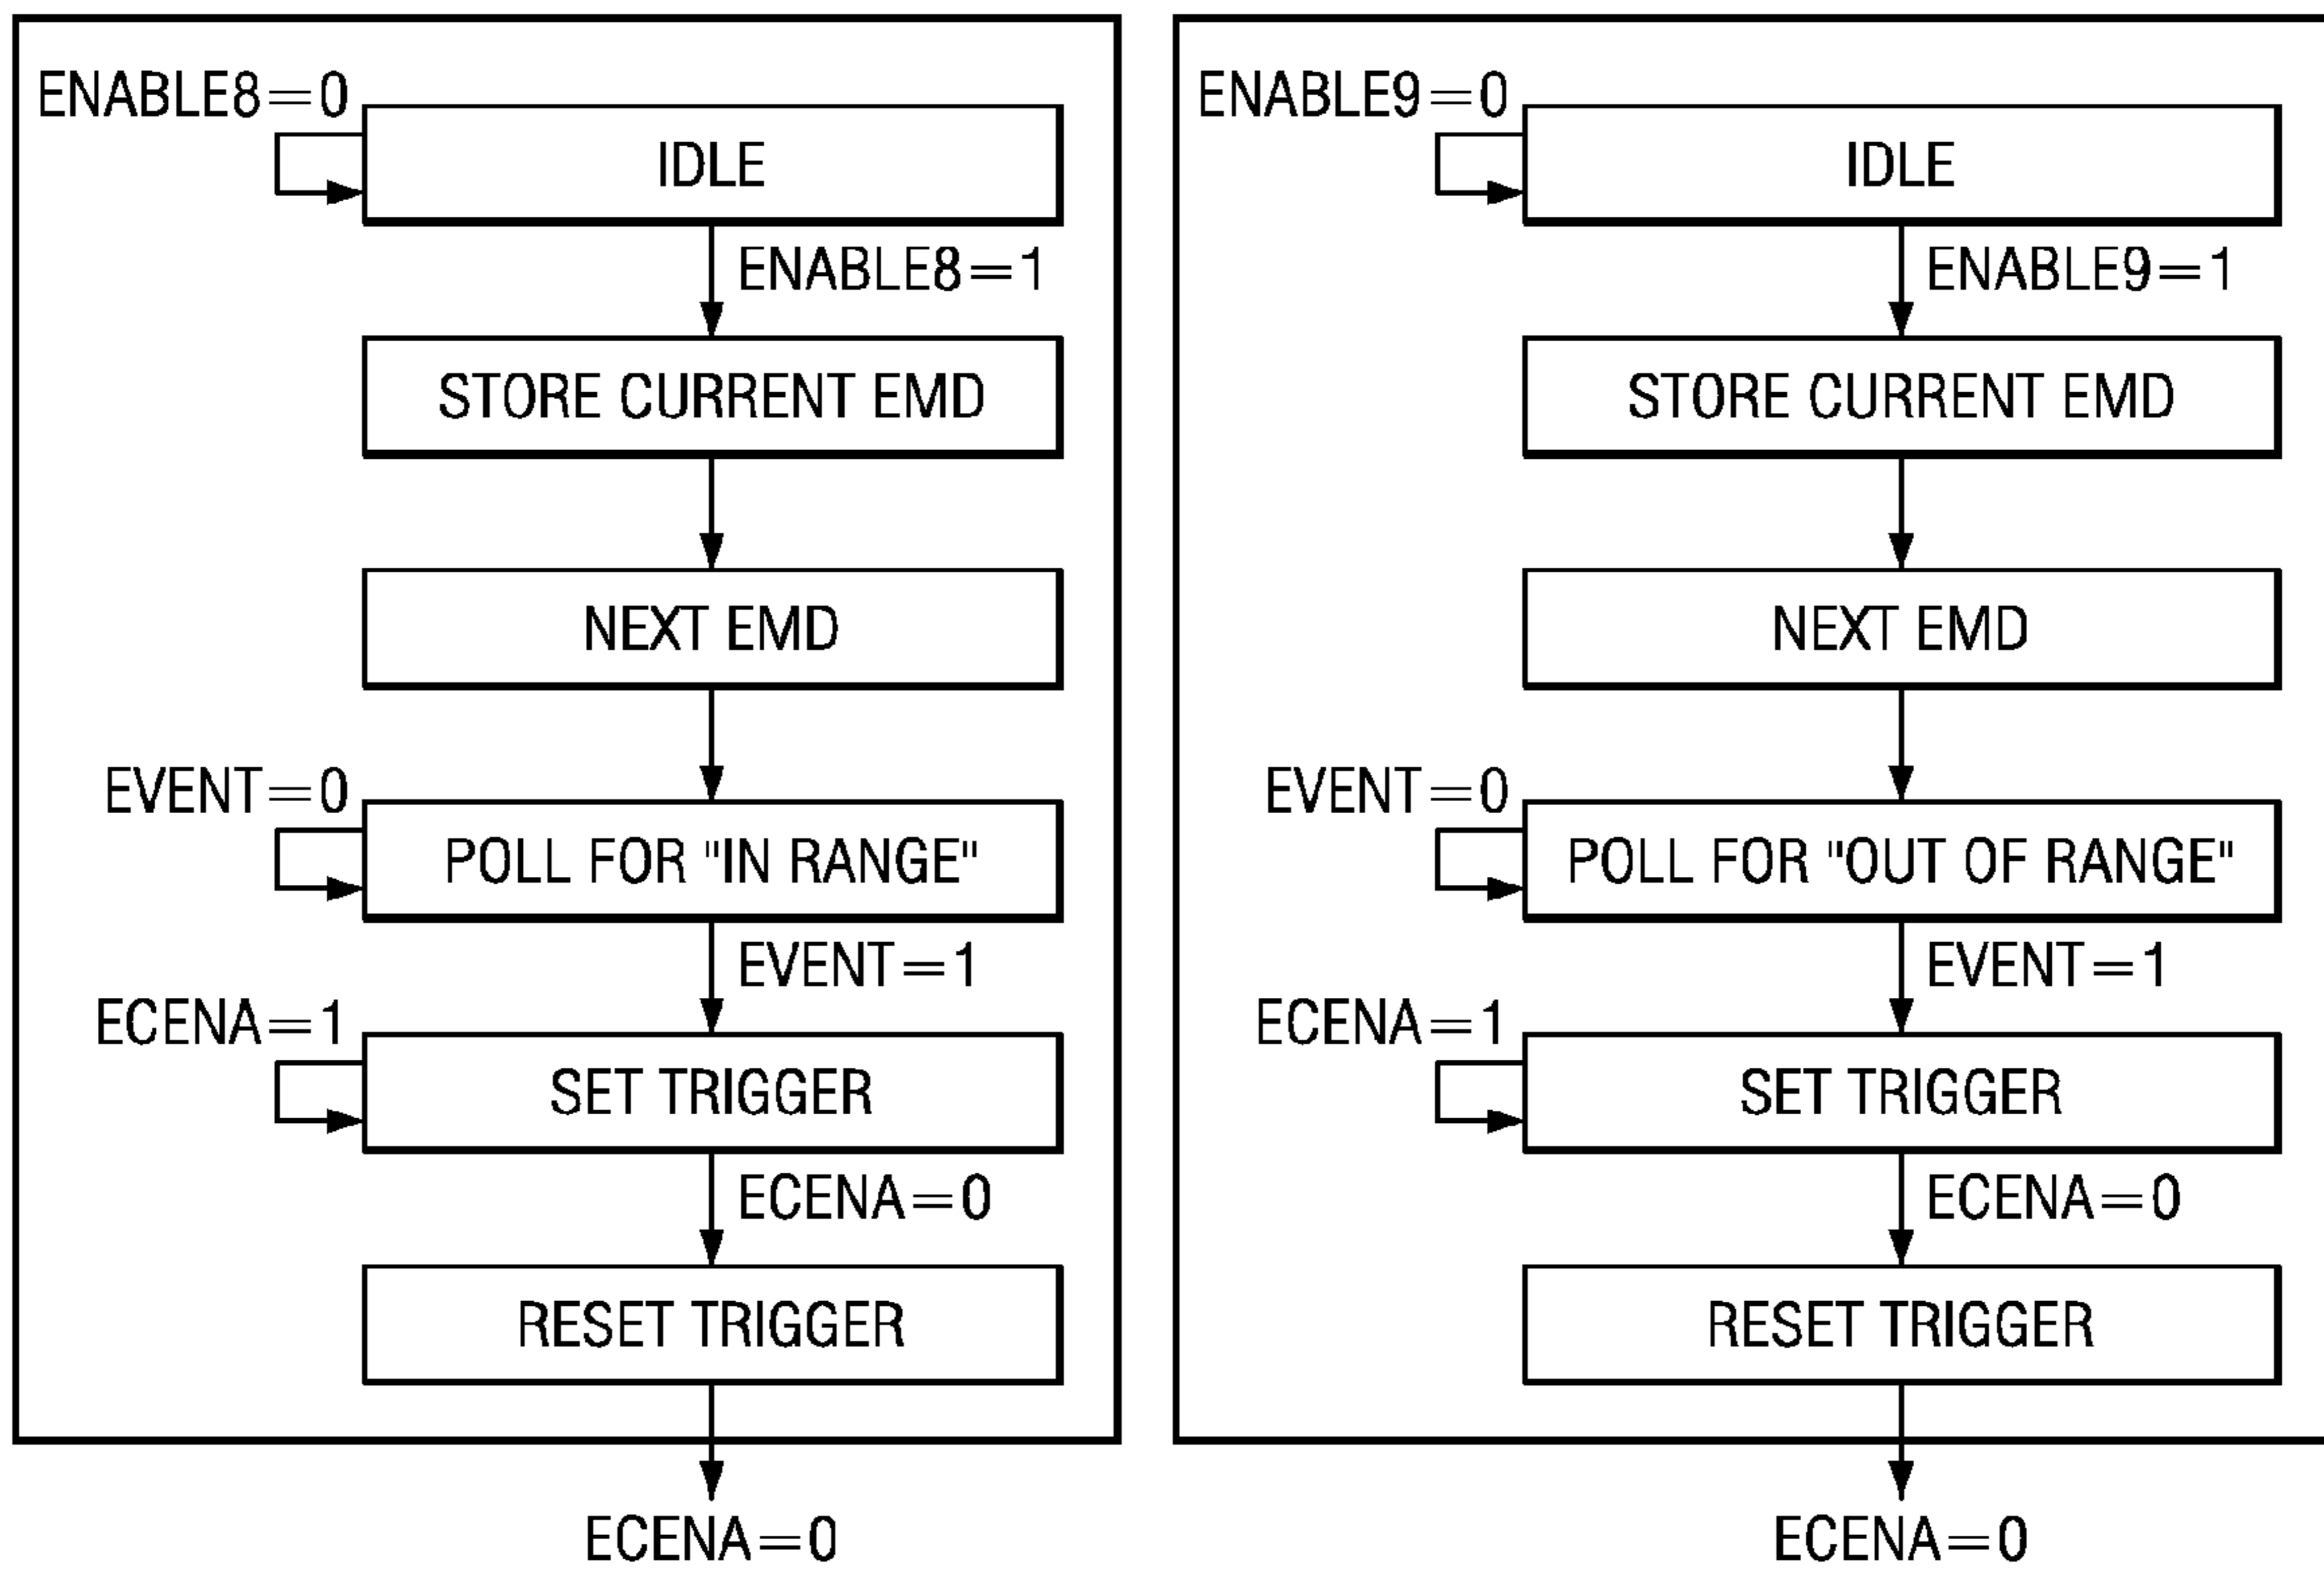 ENABLE8=0
IDLE
ENABLE8=1
STORE CURRENT EMD
NEXT EMD
EVENT=0
POLL FOR "IN RANGE"
EVENT=1
ECENA=1
SET TRIGGER
ECENA=0
RESET TRIGGER
ECENA=0
ENABLE9=0
IDLE
ENABLE9=1
STORE CURRENT EMD
NEXT EMD
EVENT=0
POLL FOR "OUT OF RANGE"
EVENT=1
ECENA=1
SET TRIGGER
ECENA=0
RESET TRIGGER
ECENA=0